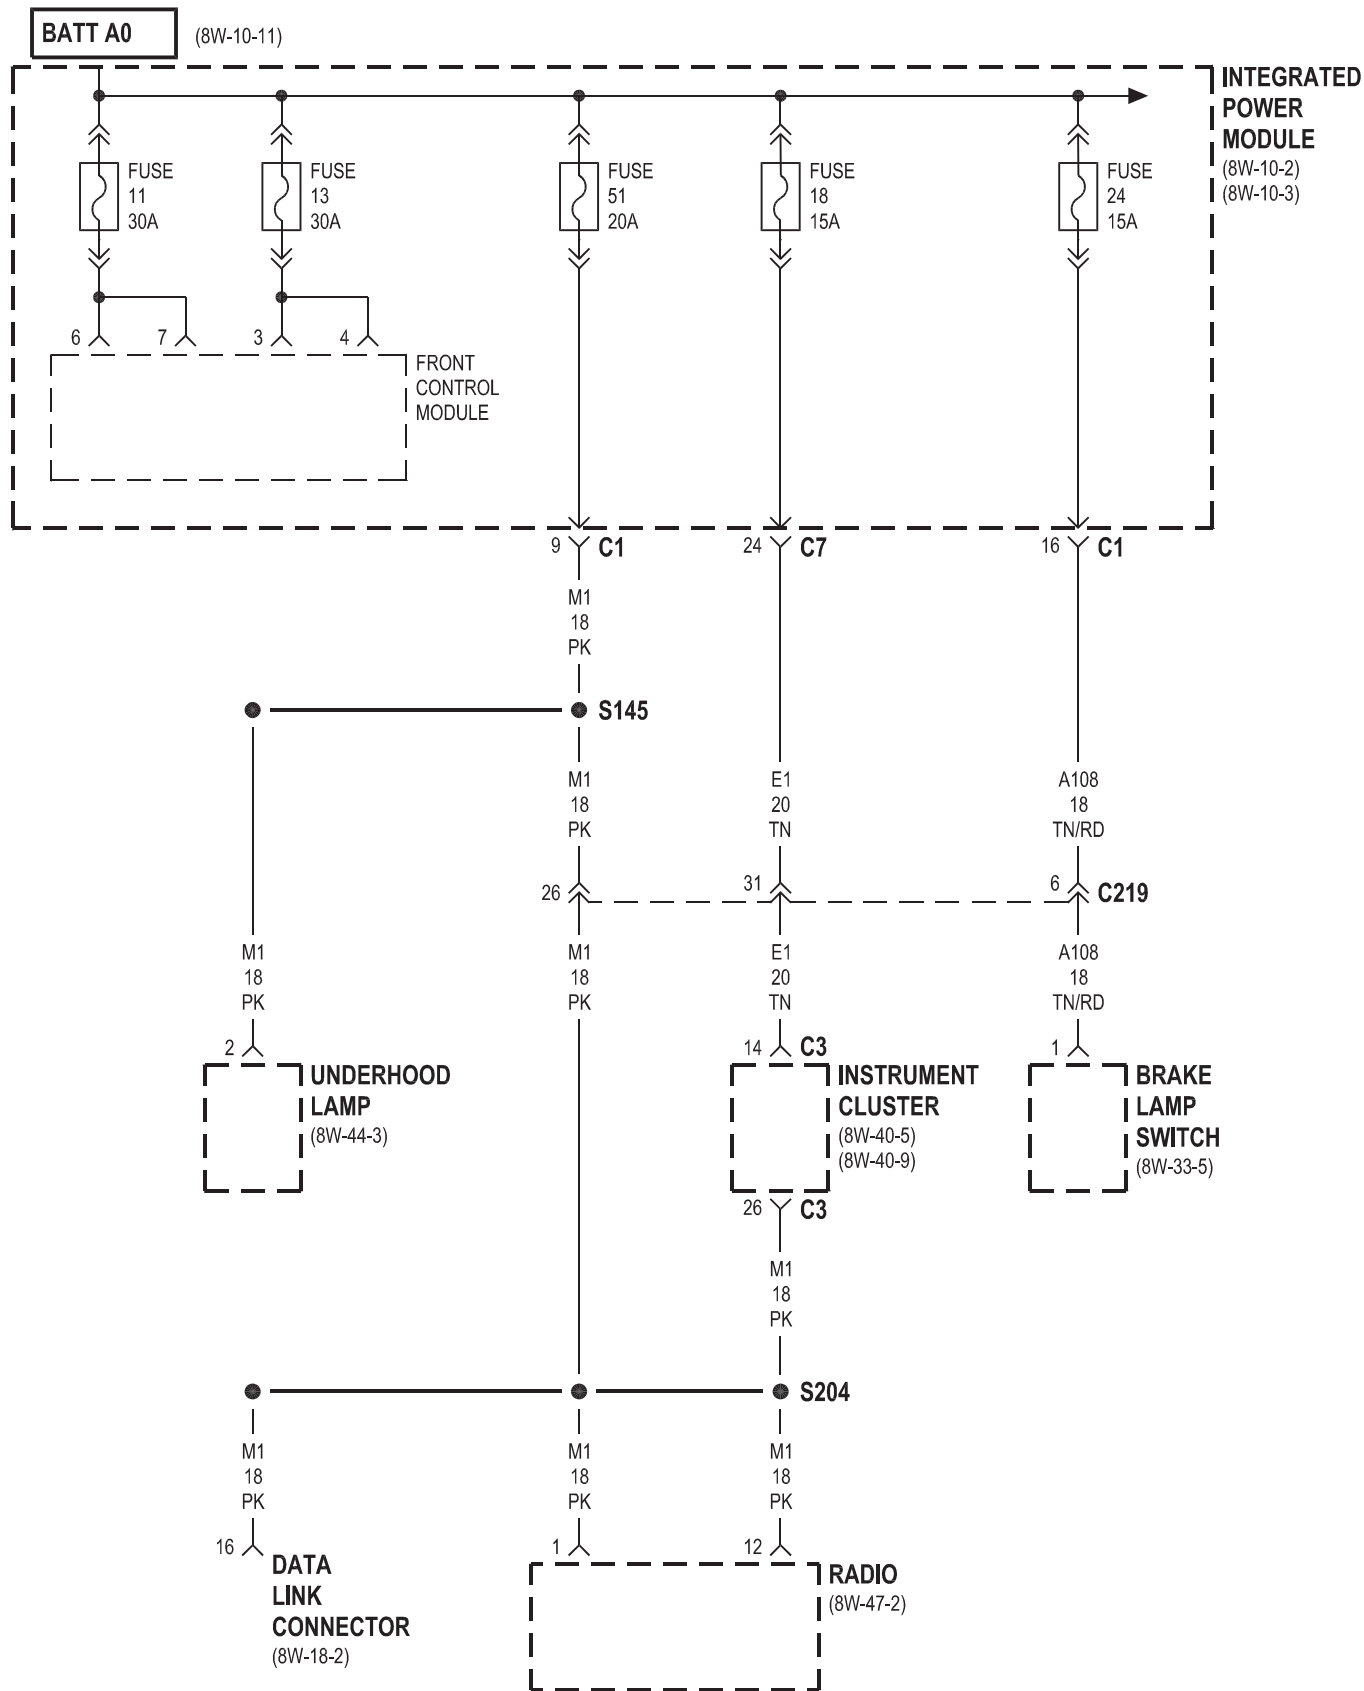 BATT A0
(8W-10-11)
INTEGRATED
POWER
MODULE
(8W-10-2)
(8W-10-3)
FUSE
11
30A
FUSE
13
30A
FUSE
51
20A
FUSE
18
15A
FUSE
24
15A
6
7
3
4
FRONT
CONTROL
MODULE
9
C1
24
C7
16
C1
M1
18
PK
S145
M1
18
PK
E1
20
TN
A108
18
TN/RD
26
31
6
C219
M1
18
PK
M1
18
PK
E1
20
TN
A108
18
TN/RD
2
14
C3
1
UNDERHOOD
LAMP
(8W-44-3)
INSTRUMENT
CLUSTER
(8W-40-5)
(8W-40-9)
BRAKE
LAMP
SWITCH
(8W-33-5)
26
C3
M1
18
PK
S204
M1
18
PK
M1
18
PK
M1
18
PK
16
1
12
DATA
LINK
CONNECTOR
(8W-18-2)
RADIO
(8W-47-2)